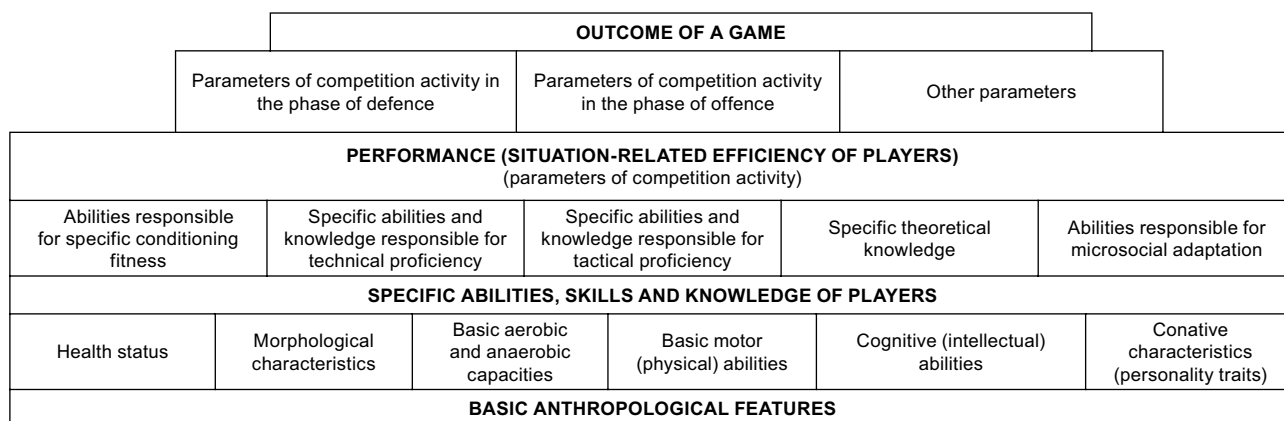 OUTCOME OF A GAME
Parameters of competition activity in
the phase of defence
Parameters of competition activity
in the phase of offence
Other parameters
PERFORMANCE (SITUATION-RELATED EFFICIENCY OF PLAYERS)
(parameters of competition activity)
Abilities responsible
for specific conditioning
fitness
Specific abilities and
knowledge responsible for
technical proficiency
Specific abilities and
knowledge responsible for
tactical proficiency
Specific theoretical
knowledge
Abilities responsible for
microsocial adaptation
SPECIFIC ABILITIES, SKILLS AND KNOWLEDGE OF PLAYERS
Health status
Morphological
characteristics
Basic aerobic
and anaerobic
capacities
Basic motor
(physical) abilities
Cognitive (intellectual)
abilities
Conative
characteristics
(personality traits)
BASIC ANTHROPOLOGICAL FEATURES